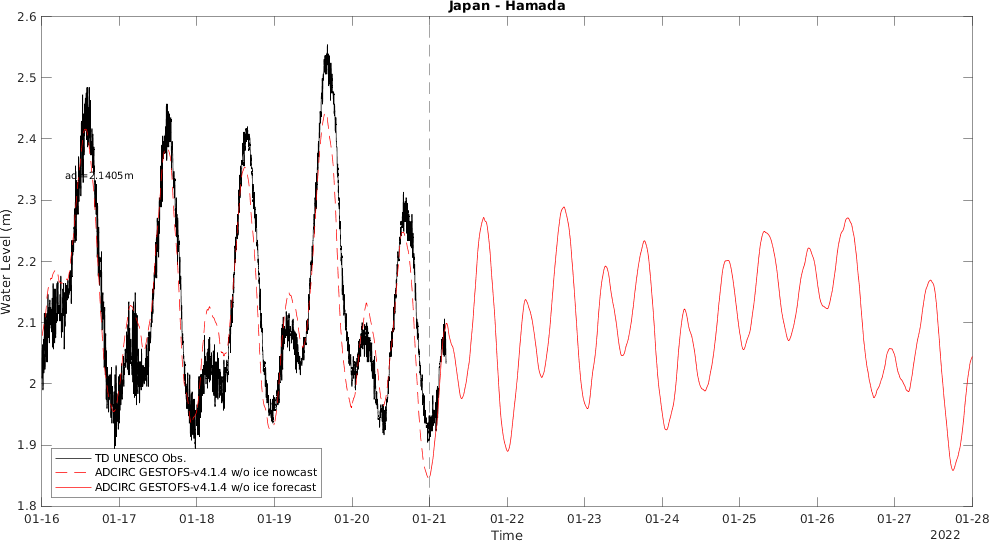 Japan - Hamada
Water Level (m)
2.6
2.5
2.4
2.3
2.2
2.1
2
1.9
1.8
TD UNESCO Obs.
ADCIRC GESTOFS-v4.1.4 w/o ice nowcast
ADCIRC GESTOFS-v4.1.4 w/o ice forecast
01-16 01-17 01-18 01-19 01-20 01-21 01-22 01-23 01-24 01-25 01-26 01-27 01-28
Time
2022